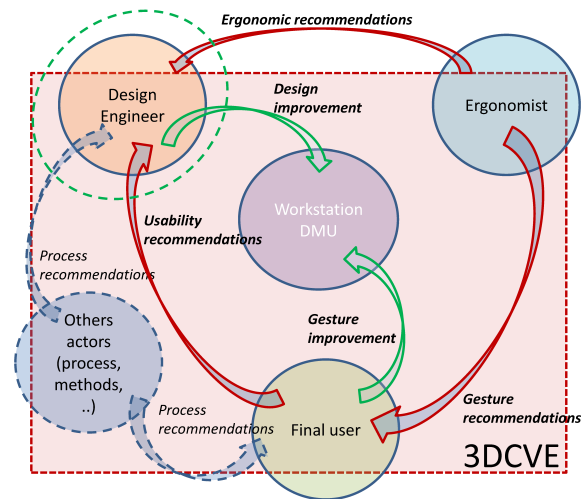 Ergonomic recommendations
Design
Engineer
Design
improvement
Ergonomist
Workstation
DMU
Usability
recommendations
Process
recommendations
Others
actors
(process,
methods,
..)
Gesture
improvement
Process
recommendations
Final user
Gesture
recommendations
3DCVE